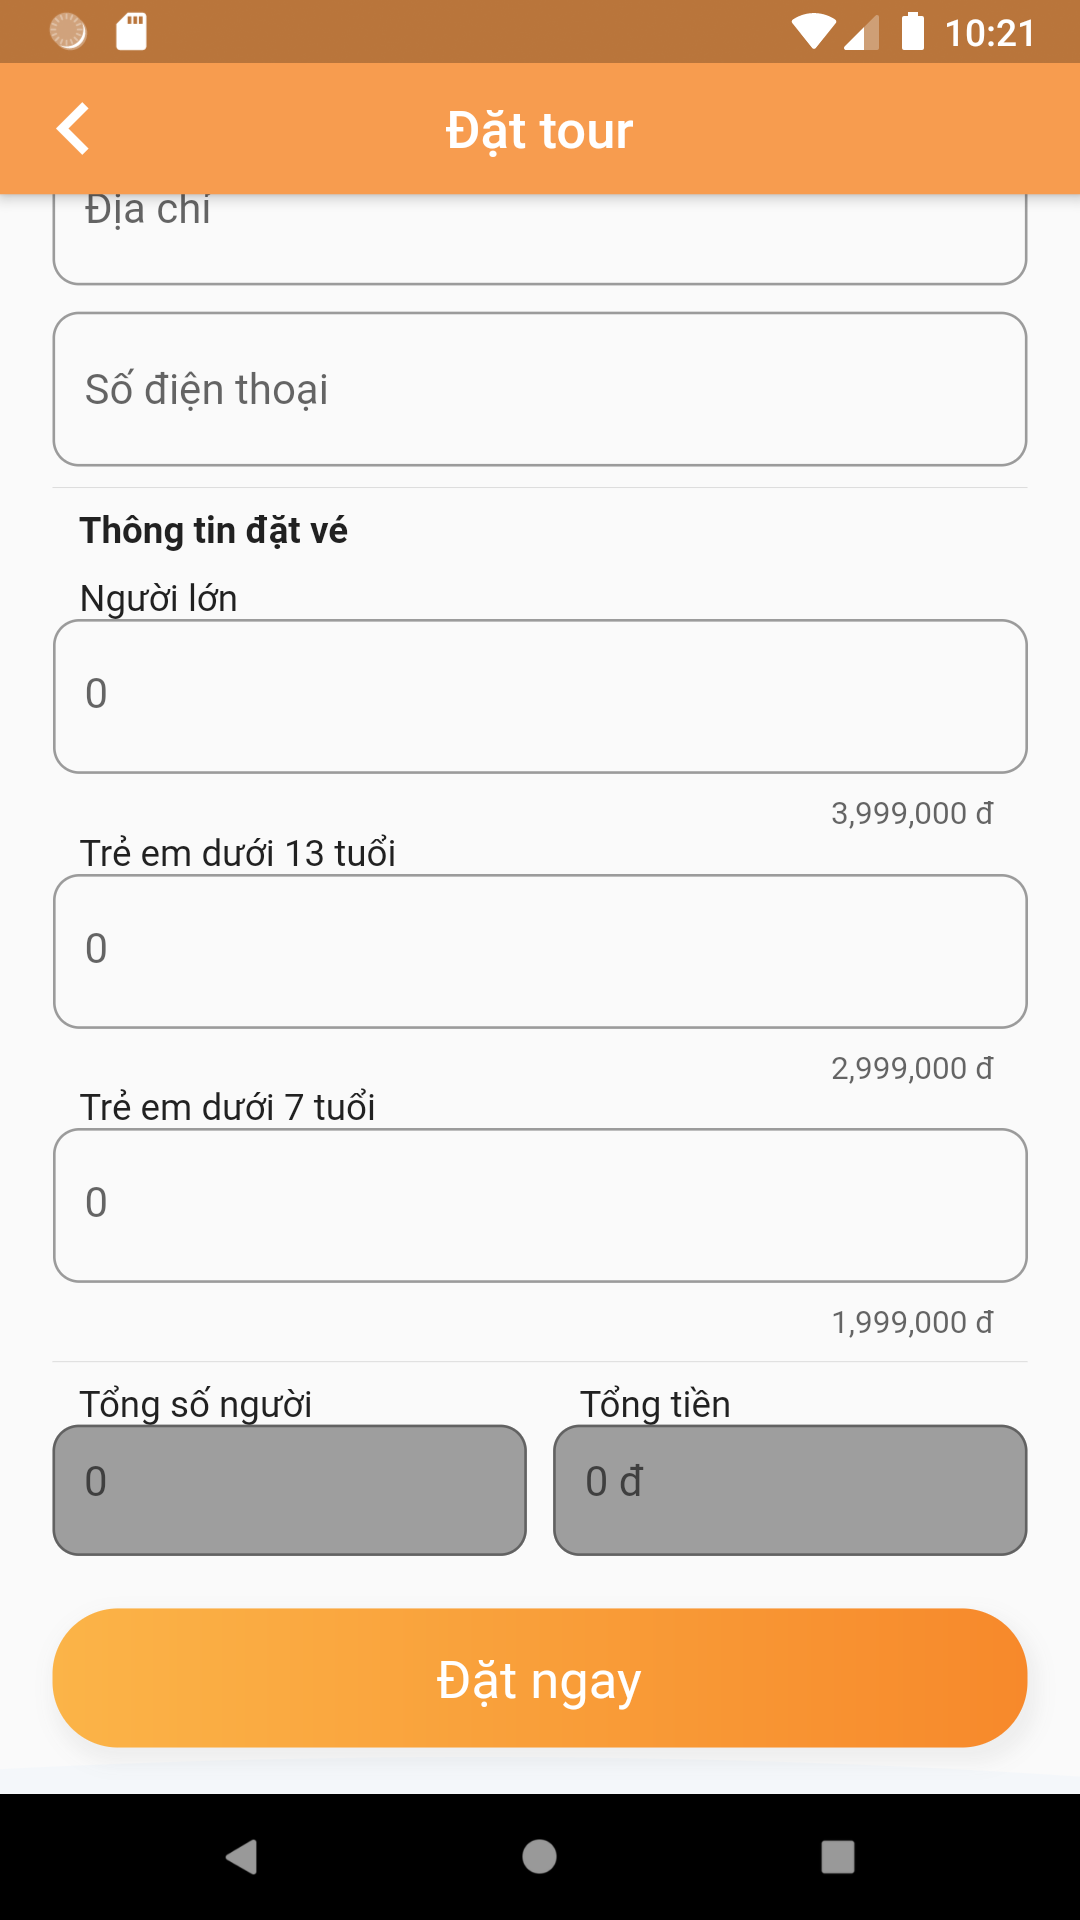 10:21
Đặt tour
Địa chỉ
Số điện thoại
Thông tin đặt vé
Người lớn
0
3,999,000 đ
Trẻ em dưới 13 tuổi
0
2,999,000 đ
Trẻ em dưới 7 tuổi
0
1,999,000 đ
Tổng số người
Tổng tiền
0
0 đ
Đặt ngay